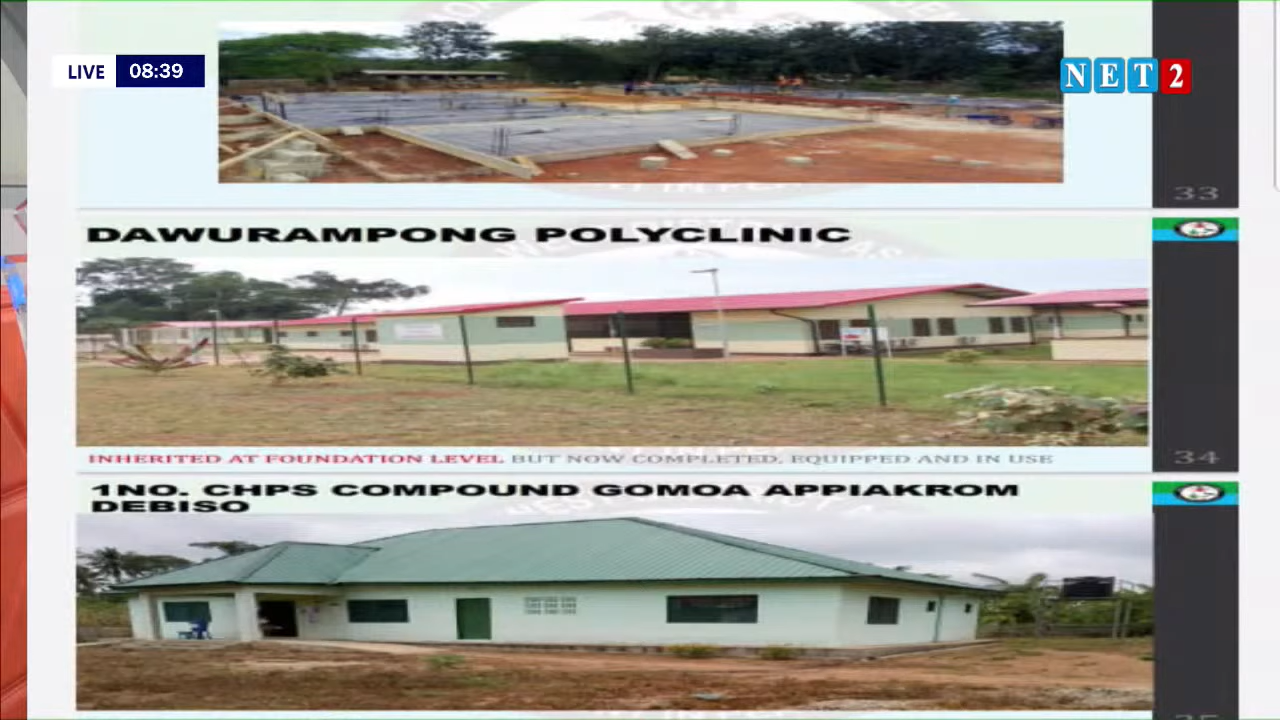 LIVE 08:39
NET2
33
DAWURAMPONG POLYCLINIC
INHERITED AT FOUNDATION LEVEL BUT NOW COMPLETED, EQUIPPED AND IN USE
34
1NO. CHPS COMPOUND GOMOA APPIAKROM
DEBISO